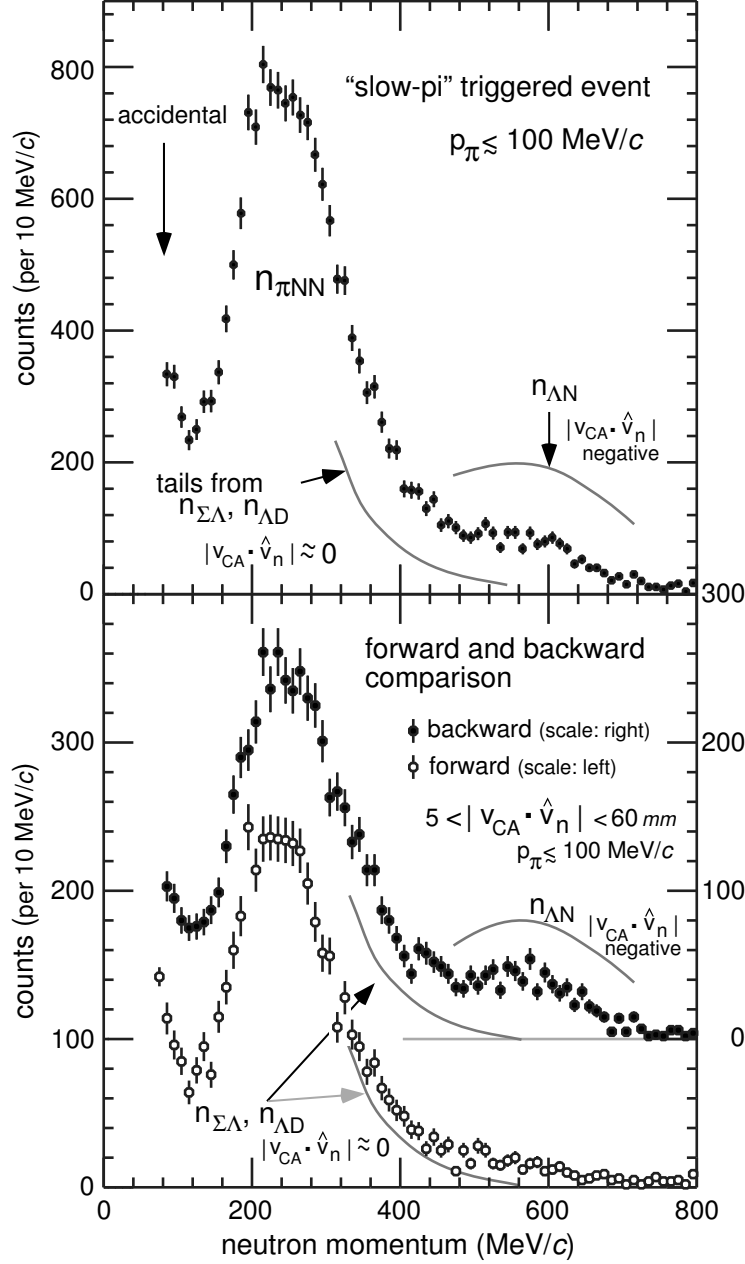 800
600
400
200
0
counts (per 10 MeV/c)
accidental
“slow-pi” triggered event
pπ ≲ 100 MeV/c
nπNN
nΛN
|vCA · v̂n|
negative
tails from
nΣΛ, nΛD
|vCA · v̂n| ≈ 0
300
200
100
0
counts (per 10 MeV/c)
300
200
100
0
forward and backward
comparison
backward (scale: right)
forward (scale: left)
5 < | vCA · v̂n | < 60 mm
pπ ≲ 100 MeV/c
nΛN
|vCA · v̂n|
negative
nΣΛ, nΛD
|vCA · v̂n| ≈ 0
0 200 400 600 800
neutron momentum (MeV/c)